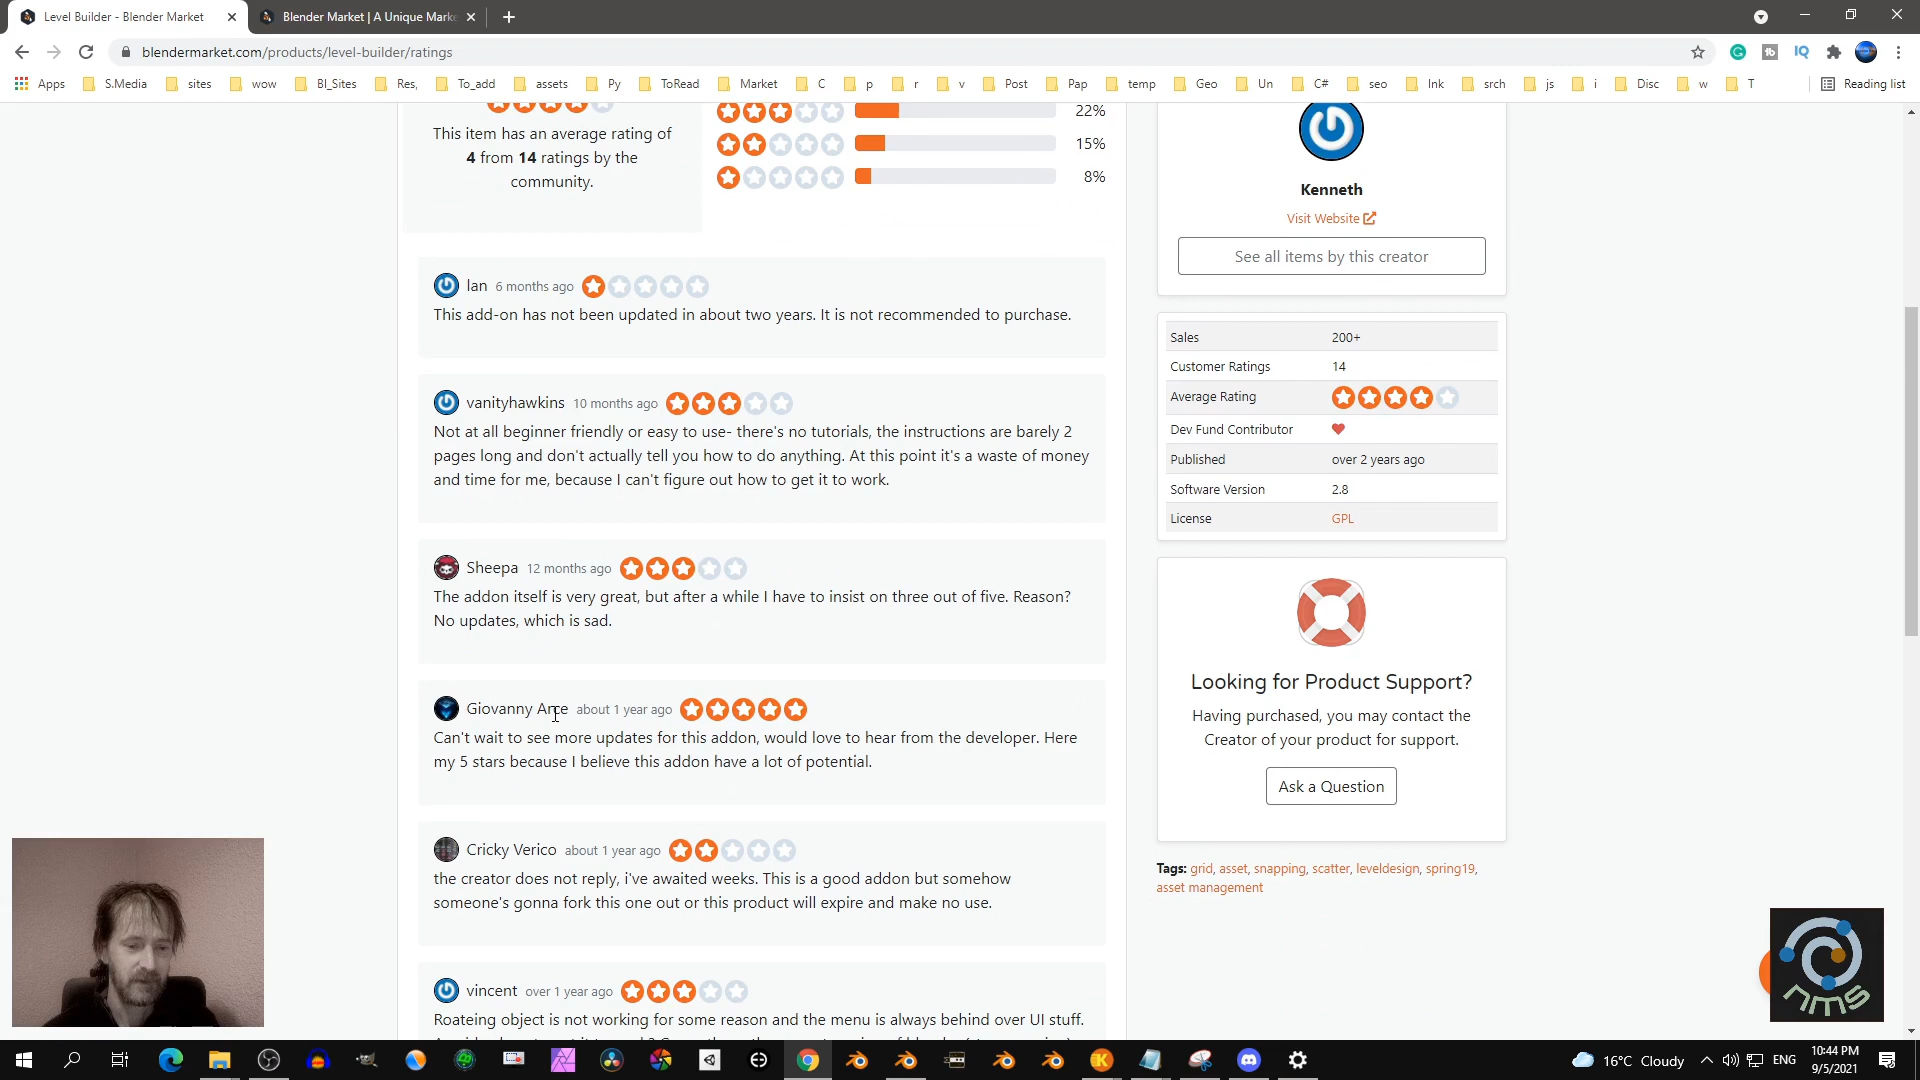 Level Builder - Blender Market
Blender Market | A Unique Marke
blendermarket.com/products/level-builder/ratings
Apps S.Media sites wow Bl_Sites Res, To_add assets Py ToRead Market C p r v Post Pap temp Geo Un C# seo Ink srch js i Disc w T Reading list
This item has an average rating of
4 from 14 ratings by the
community.
22%
15%
8%
Ian 6 months ago
This add-on has not been updated in about two years. It is not recommended to purchase.
vanityhawkins 10 months ago
Not at all beginner friendly or easy to use- there's no tutorials, the instructions are barely 2
pages long and don't actually tell you how to do anything. At this point it's a waste of money
and time for me, because I can't figure out how to get it to work.
Sheepa 12 months ago
The addon itself is very great, but after a while I have to insist on three out of five. Reason?
No updates, which is sad.
Giovanny Arce about 1 year ago
Can't wait to see more updates for this addon, would love to hear from the developer. Here
my 5 stars because I believe this addon have a lot of potential.
Cricky Verico about 1 year ago
the creator does not reply, i've awaited weeks. This is a good addon but somehow
someone's gonna fork this one out or this product will expire and make no use.
vincent over 1 year ago
Roateing object is not working for some reason and the menu is always behind over UI stuff.
Kenneth
Visit Website
See all items by this creator
Sales 200+
Customer Ratings 14
Average Rating
Dev Fund Contributor
Published over 2 years ago
Software Version 2.8
License GPL
Looking for Product Support?
Having purchased, you may contact the
Creator of your product for support.
Ask a Question
Tags: grid, asset, snapping, scatter, leveldesign, spring19,
asset management
nms
16°C Cloudy
ENG
10:44 PM
9/5/2021